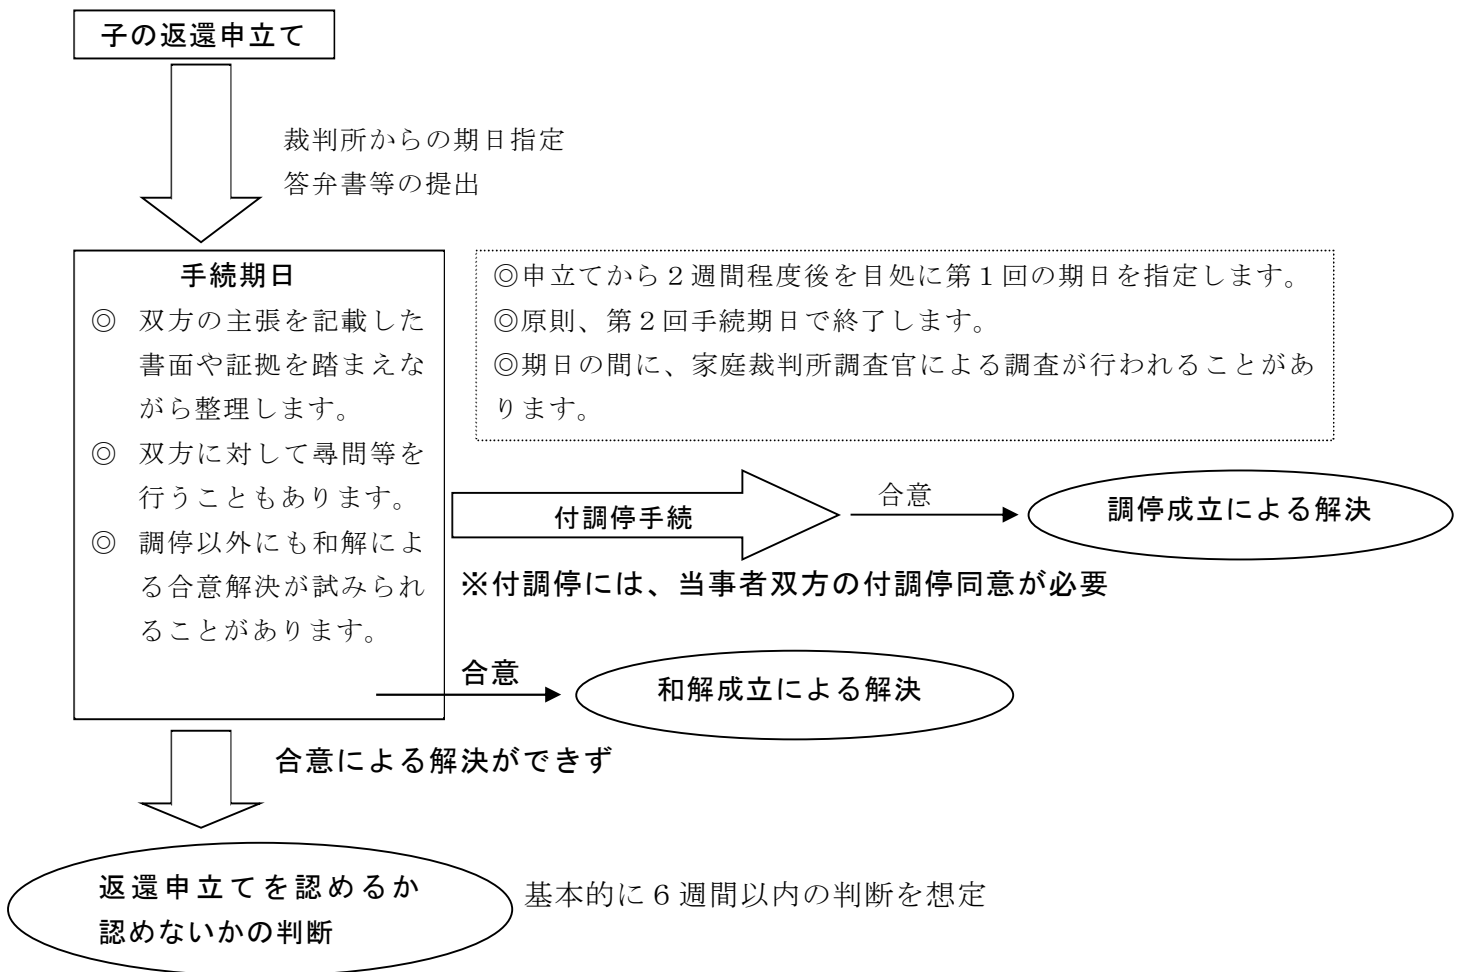 子の返還申立て
裁判所からの期日指定
答弁書等の提出
手続期日
◎ 双方の主張を記載した
書面や証拠を踏まえな
がら整理します。
◎ 双方に対して尋問等を
行うこともあります。
◎ 調停以外にも和解によ
る合意解決が試みられ
ることがあります。
◎申立てから２週間程度後を目処に第１回の期日を指定します。
◎原則、第２回手続期日で終了します。
◎期日の間に、家庭裁判所調査官による調査が行われることがあ
ります。
付調停手続
合意
調停成立による解決
※付調停には、当事者双方の付調停同意が必要
合意
和解成立による解決
合意による解決ができず
返還申立てを認めるか
認めないかの判断
基本的に６週間以内の判断を想定